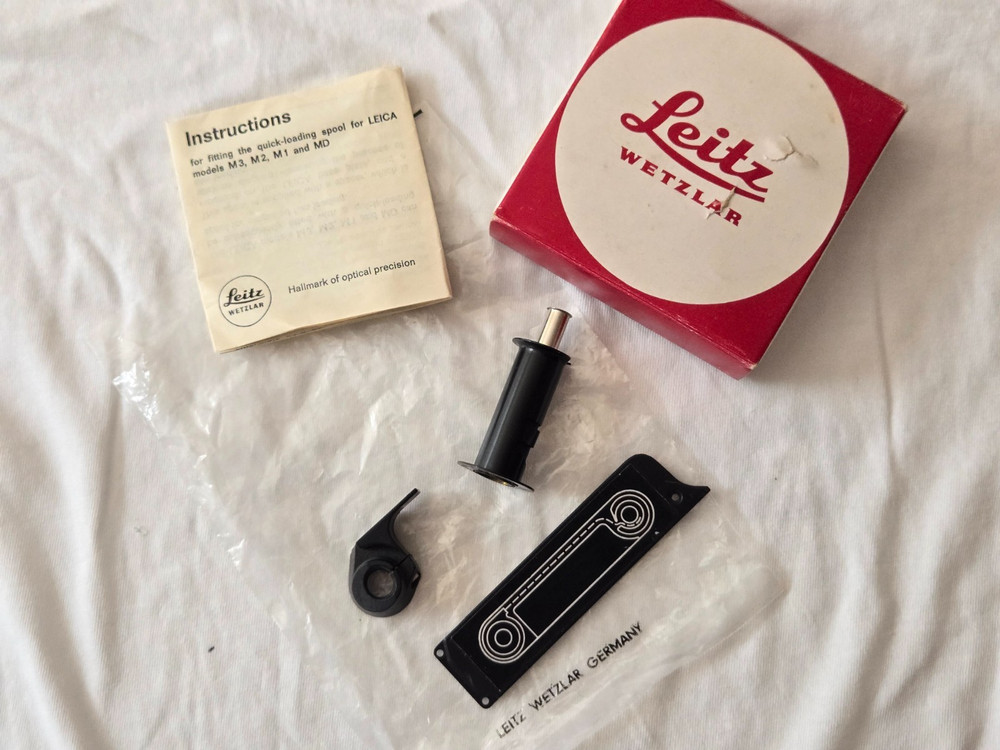 Instructions
for fitting the quick-loading spool for LEICA
models M3, M2, M1 and MD
Leitz
WETZLAR
Hallmark of optical precision
Leitz
WETZLAR
LEITZ WETZLAR GERMANY